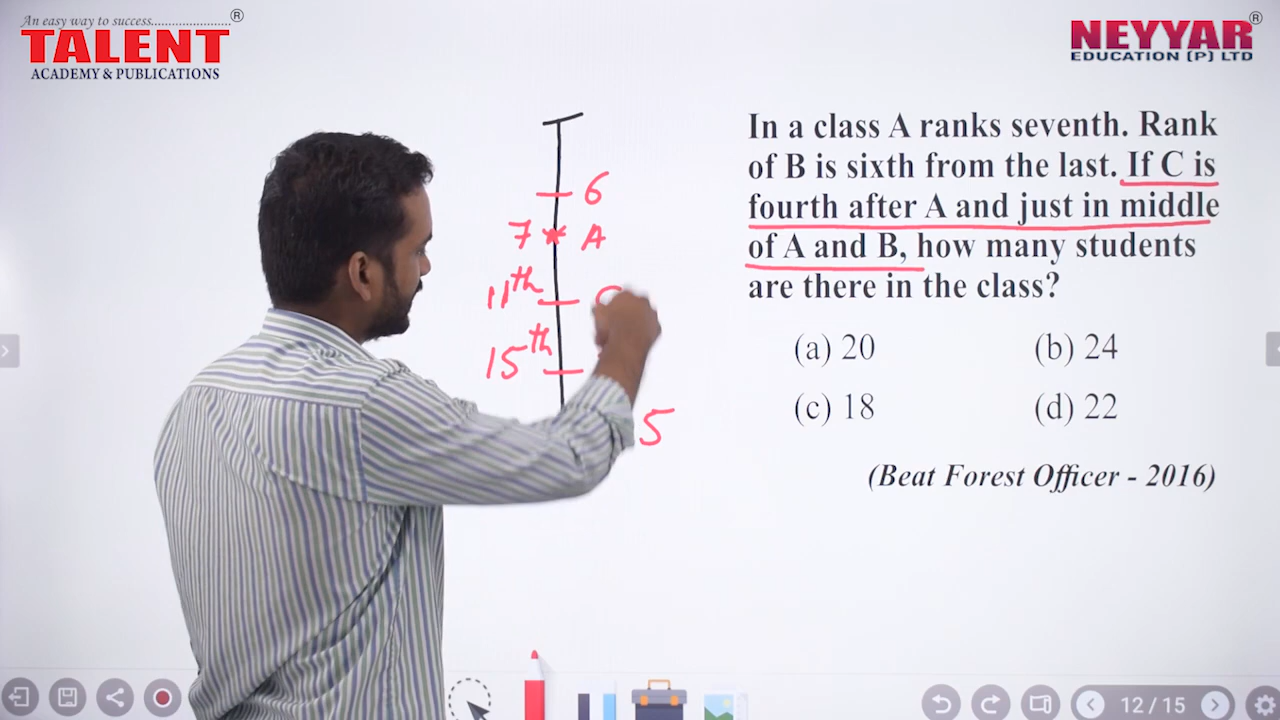 An easy way to success........................®
TALENT
ACADEMY & PUBLICATIONS
NEYYAR®
EDUCATION (P) LTD
In a class A ranks seventh. Rank
of B is sixth from the last. If C is
fourth after A and just in middle
of A and B, how many students
are there in the class?
(a) 20 (b) 24
(c) 18 (d) 22
(Beat Forest Officer - 2016)
6
7 A
11th
15th
5
12 / 15